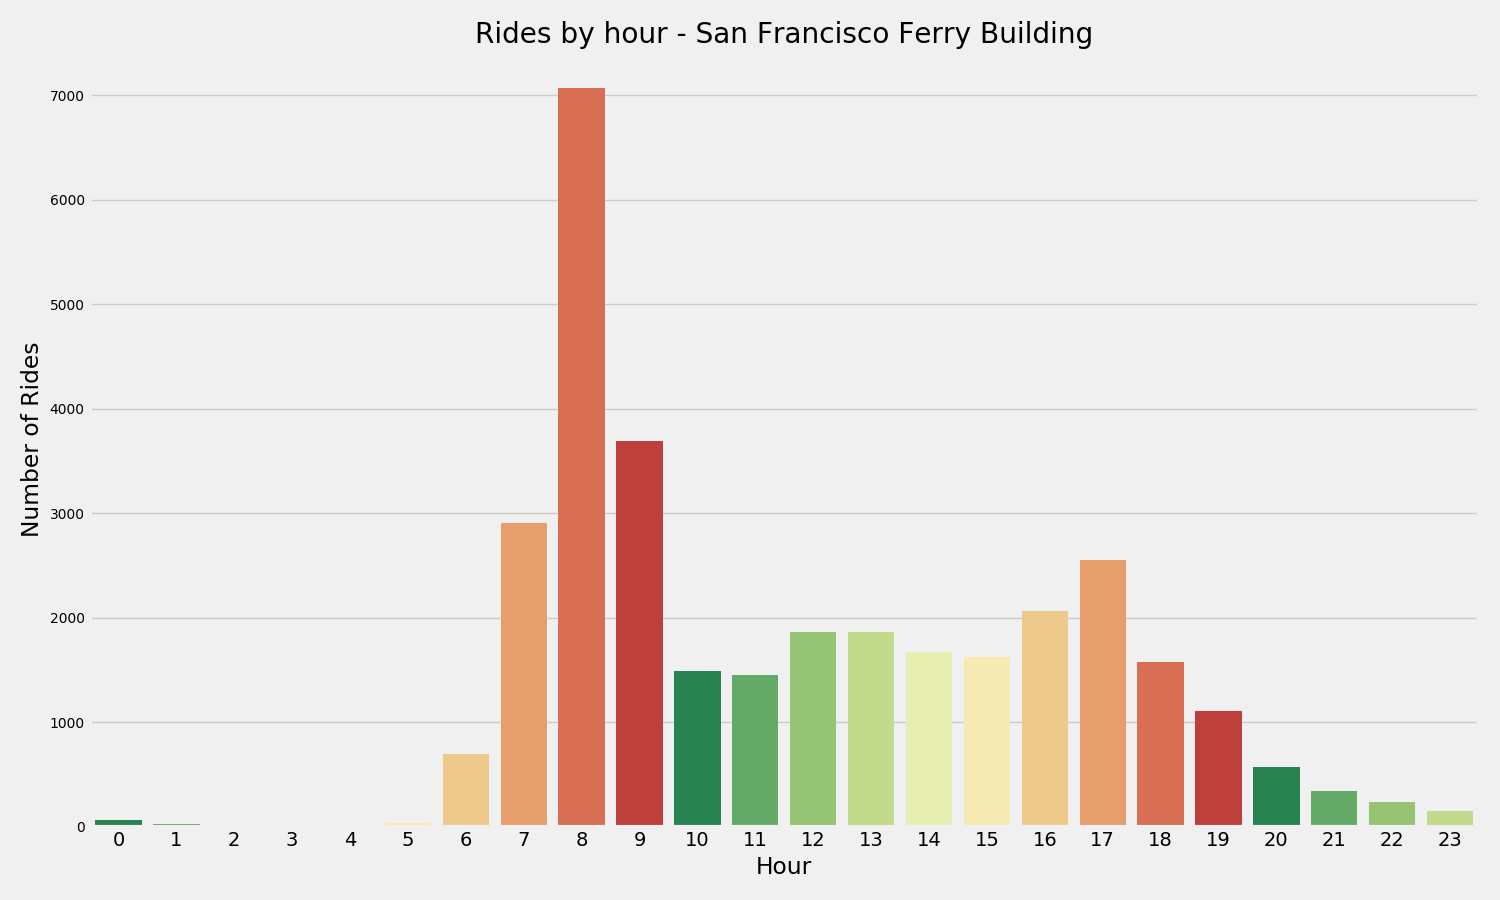 Rides by hour - San Francisco Ferry Building
Number of Rides
7000
6000
5000
4000
3000
2000
1000
0
0 1 2 3 4 5 6 7 8 9 10 11 12 13 14 15 16 17 18 19 20 21 22 23
Hour